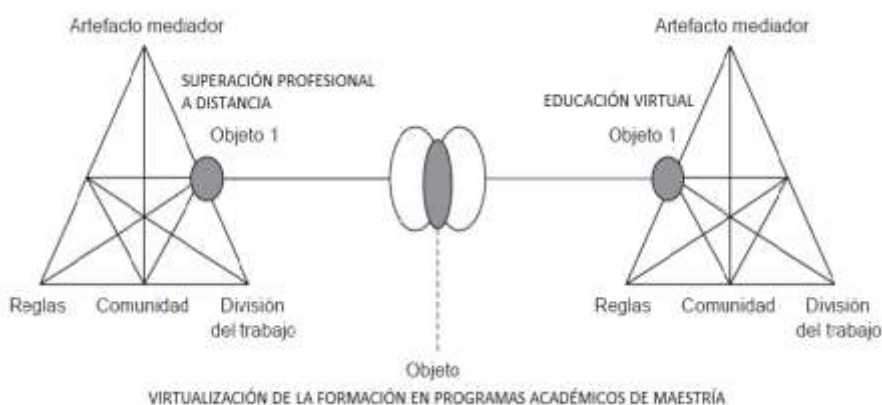 Artefacto mediador
Artefacto mediador
SUPERACIÓN PROFESIONAL
A DISTANCIA
EDUCACIÓN VIRTUAL
Objeto 1
Objeto 1
Reglas
Comunidad
División
del trabajo
Reglas
Comunidad
División
del trabajo
Objeto
VIRTUALIZACIÓN DE LA FORMACIÓN EN PROGRAMAS ACADÉMICOS DE MAESTRÍA